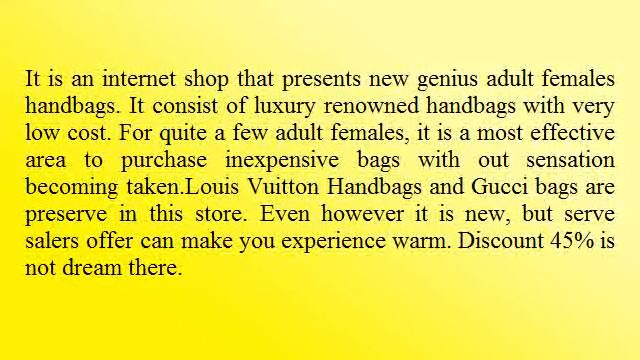 It is an internet shop that presents new genius adult females
handbags. It consist of luxury renowned handbags with very
low cost. For quite a few adult females, it is a most effective
area to purchase inexpensive bags with out sensation
becoming taken.Louis Vuitton Handbags and Gucci bags are
preserve in this store. Even however it is new, but serve
salers offer can make you experience warm. Discount 45% is
not dream there.